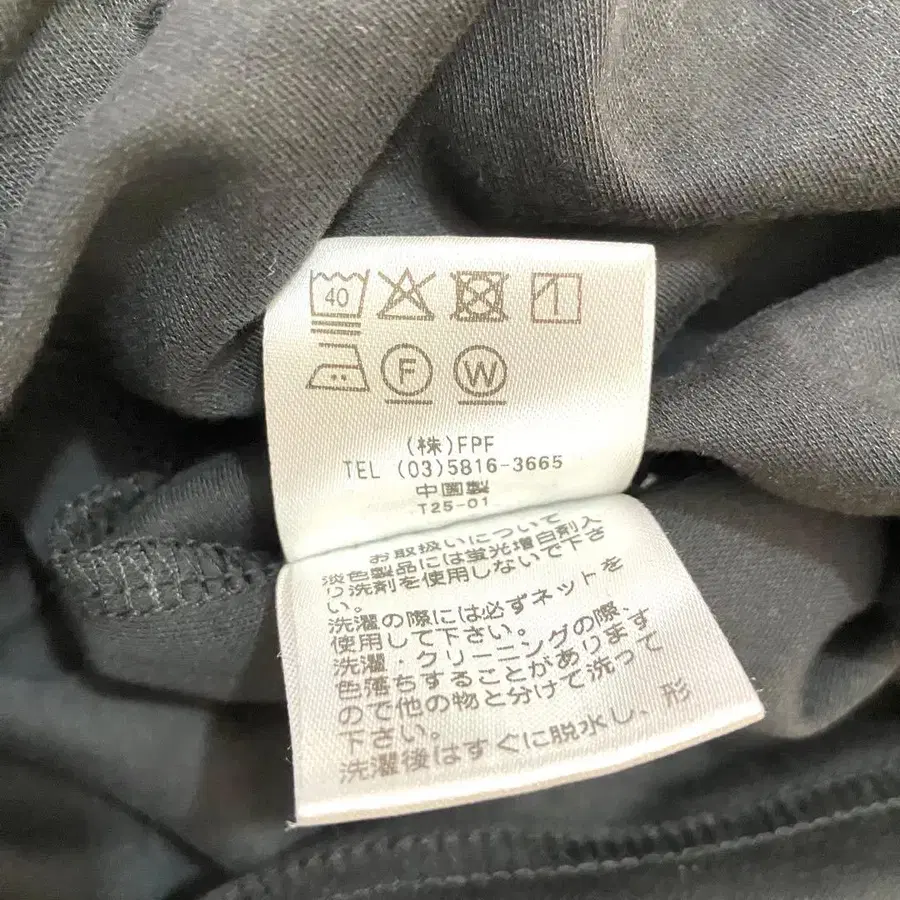 40
F W
(株)FPF
TEL (03)5816-3665
中国製
T25-01
お取扱いについて
淡色製品には蛍光増白剤入
り洗剤を使用しないで下さ
い。
洗濯の際には必ずネットを
使用して下さい。
洗濯・クリーニングの際、
色落ちすることがあります
ので他の物と分けて洗って
下さい。
洗濯後はすぐに脱水し、形